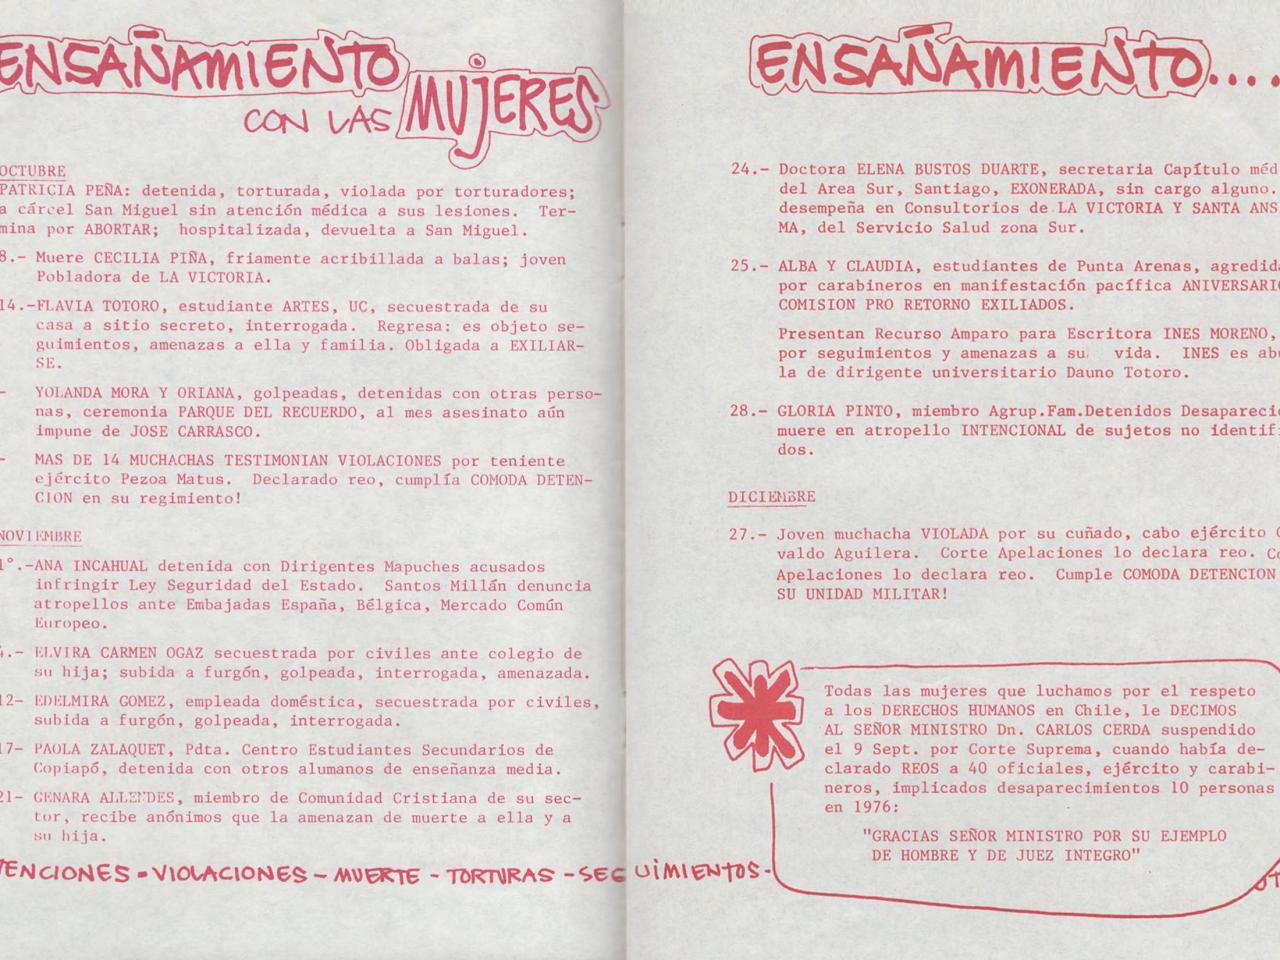 ENSAÑAMIENTO
CON LAS MUJERES
OCTUBRE
PATRICIA PEÑA: detenida, torturada, violada por torturadores;
a cárcel San Miguel sin atención médica a sus lesiones. Ter-
mina por ABORTAR; hospitalizada, devuelta a San Miguel.
8.- Muere CECILIA PIÑA, friamente acribillada a balas; joven
Pobladora de LA VICTORIA.
14.-FLAVIA TOTORO, estudiante ARTES, UC, secuestrada de su
casa a sitio secreto, interrogada. Regresa: es objeto se-
guimientos, amenazas a ella y familia. Obligada a EXILIAR-
SE.
- YOLANDA MORA Y ORIANA, golpeadas, detenidas con otras perso-
nas, ceremonia PARQUE DEL RECUERDO, al mes asesinato aún
impune de JOSE CARRASCO.
- MAS DE 14 MUCHACHAS TESTIMONIAN VIOLACIONES por teniente
ejército Pezoa Matus. Declarado reo, cumplía COMODA DETEN-
CION en su regimiento!
NOVIEMBRE
1°.-ANA INCAHUAL detenida con Dirigentes Mapuches acusados
infringir Ley Seguridad del Estado. Santos Millán denuncia
atropellos ante Embajadas España, Bélgica, Mercado Común
Europeo.
4.- ELVIRA CARMEN OGAZ secuestrada por civiles ante colegio de
su hija; subida a furgón, golpeada, interrogada, amenazada.
12- EDELMIRA GOMEZ, empleada doméstica, secuestrada por civiles,
subida a furgón, golpeada, interrogada.
17- PAOLA ZALAQUET, Pdta. Centro Estudiantes Secundarios de
Copiapó, detenida con otros alumanos de enseñanza media.
21- GENARA ALLENDES, miembro de Comunidad Cristiana de su sec-
tor, recibe anónimos que la amenazan de muerte a ella y a
su hija.
TENCIONES - VIOLACIONES - MUERTE - TORTURAS - SEGUIMIENTOS-
ENSAÑAMIENTO....
24.- Doctora ELENA BUSTOS DUARTE, secretaria Capítulo méd
del Area Sur, Santiago, EXONERADA, sin cargo alguno.
desempeña en Consultorios de LA VICTORIA Y SANTA ANS
MA, del Servicio Salud zona Sur.
25.- ALBA Y CLAUDIA, estudiantes de Punta Arenas, agredida
por carabineros en manifestación pacífica ANIVERSARIO
COMISION PRO RETORNO EXILIADOS.
Presentan Recurso Amparo para Escritora INES MORENO,
por seguimientos y amenazas a su vida. INES es abu
la de dirigente universitario Dauno Totoro.
28.- GLORIA PINTO, miembro Agrup.Fam.Detenidos Desapareci
muere en atropello INTENCIONAL de sujetos no identifi
dos.
DICIEMBRE
27.- Joven muchacha VIOLADA por su cuñado, cabo ejército
valdo Aguilera. Corte Apelaciones lo declara reo. Co
Apelaciones lo declara reo. Cumple COMODA DETENCION
SU UNIDAD MILITAR!
Todas las mujeres que luchamos por el respeto
a los DERECHOS HUMANOS en Chile, le DECIMOS
AL SEÑOR MINISTRO Dn. CARLOS CERDA suspendido
el 9 Sept. por Corte Suprema, cuando había de-
clarado REOS a 40 oficiales, ejército y carabi-
neros, implicados desaparecimientos 10 personas
en 1976:
"GRACIAS SEÑOR MINISTRO POR SU EJEMPLO
DE HOMBRE Y DE JUEZ INTEGRO"